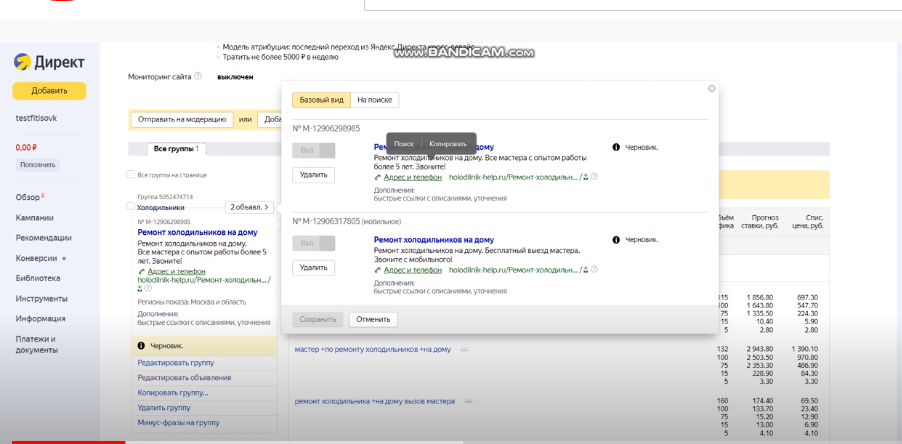 Модель атрибуции: последний переход из Яндекс.Директа кросс-девайс
Тратить не более 5000 ₽ в неделю
www.BANDICAM.com
Директ
Мониторинг сайта
выключен
Добавить
Базовый вид
На поиске
testfitisovk
Отправить на модерацию
или
№ M-12906298985
0,00 ₽
Вкл
Поиск
Копировать
Черновик.
Все группы 1
Ремонт холодильников на дому. Все мастера с опытом работы
более 5 лет. Звоните!
Пополнить
Все группы на странице
Удалить
Адрес и телефон
holodilnik-help.ru/Ремонт-холодильн... /
Дополнения:
быстрые ссылки с описаниями, уточнения
Обзор
Группа 5052474714
Холодильники
2 объявл. >
Кампании
№ M-12906298985
№ M-12906317805 (мобильное)
Ремонт холодильников на дому
Рекомендации
Вкл
Ремонт холодильников на дому
Черновик.
Ремонт холодильников на дому.
Все мастера с опытом работы более 5
лет. Звоните!
Ремонт холодильников на дому. Бесплатный выезд мастера.
Звоните с мобильного!
Конверсии
Удалить
Адрес и телефон
holodilnik-help.ru/Ремонт-холодильн... /
Адрес и телефон
holodilnik-help.ru/Ремонт-холодильн... /
Дополнения:
быстрые ссылки с описаниями, уточнения
Библиотека
Инструменты
Регионы показа: Москва и область
Дополнения:
быстрые ссылки с описаниями, уточнения
Сохранить
Отменить
Информация
Платежи и
документы
Черновик.
Редактировать группу
Редактировать объявления
Копировать группу...
Удалить группу
Минус-фразы на группу
Прогноз
ставки, руб.
Спис.
цена, руб.
115 1 856.80 697.30
100 1 643.80 547.70
75 1 335.50 224.30
15 10.40 5.90
5 2.80 2.80
мастер +по ремонту холодильников +на дому
132 2 943.80 1 390.10
100 2 503.50 970.80
75 2 353.30 486.90
15 228.90 84.30
5 3.30 3.30
ремонт холодильника +на дому вызов мастера
160 174.40 69.50
100 133.70 23.40
75 15.20 12.90
15 13.00 6.90
5 4.10 4.10